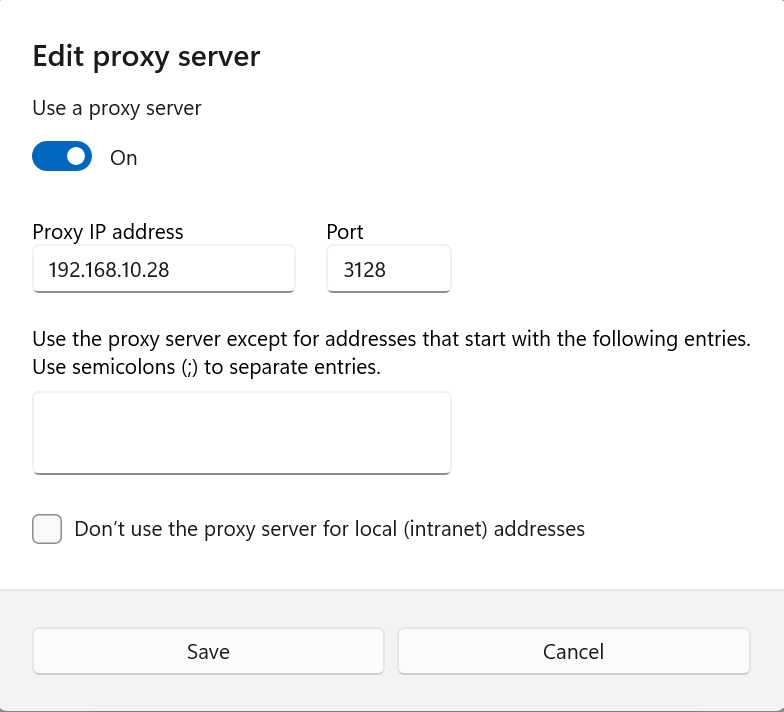 Edit proxy server
Use a proxy server
On
Proxy IP address
Port
192.168.10.28
3128
Use the proxy server except for addresses that start with the following entries.
Use semicolons (;) to separate entries.
Don’t use the proxy server for local (intranet) addresses
Save
Cancel